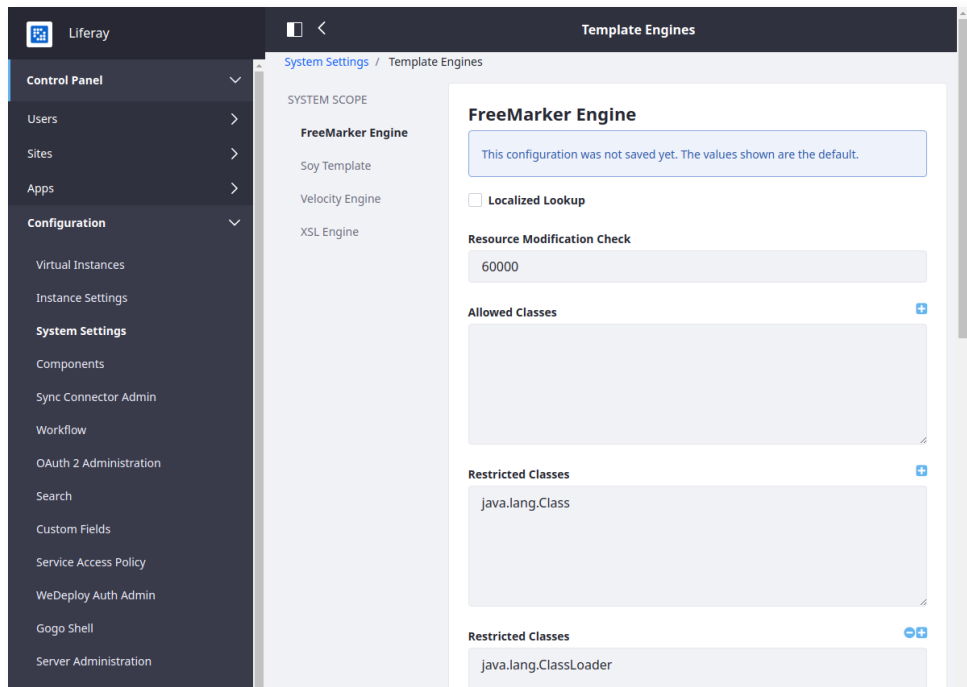 Liferay
Control Panel
Users
Sites
Apps
Configuration
Virtual Instances
Instance Settings
System Settings
Components
Sync Connector Admin
Workflow
OAuth 2 Administration
Search
Custom Fields
Service Access Policy
WeDeploy Auth Admin
Gogo Shell
Server Administration
Template Engines
System Settings / Template Engines
SYSTEM SCOPE
FreeMarker Engine
Soy Template
Velocity Engine
XSL Engine
FreeMarker Engine
This configuration was not saved yet. The values shown are the default.
Localized Lookup
Resource Modification Check
60000
Allowed Classes
Restricted Classes
java.lang.Class
Restricted Classes
java.lang.ClassLoader